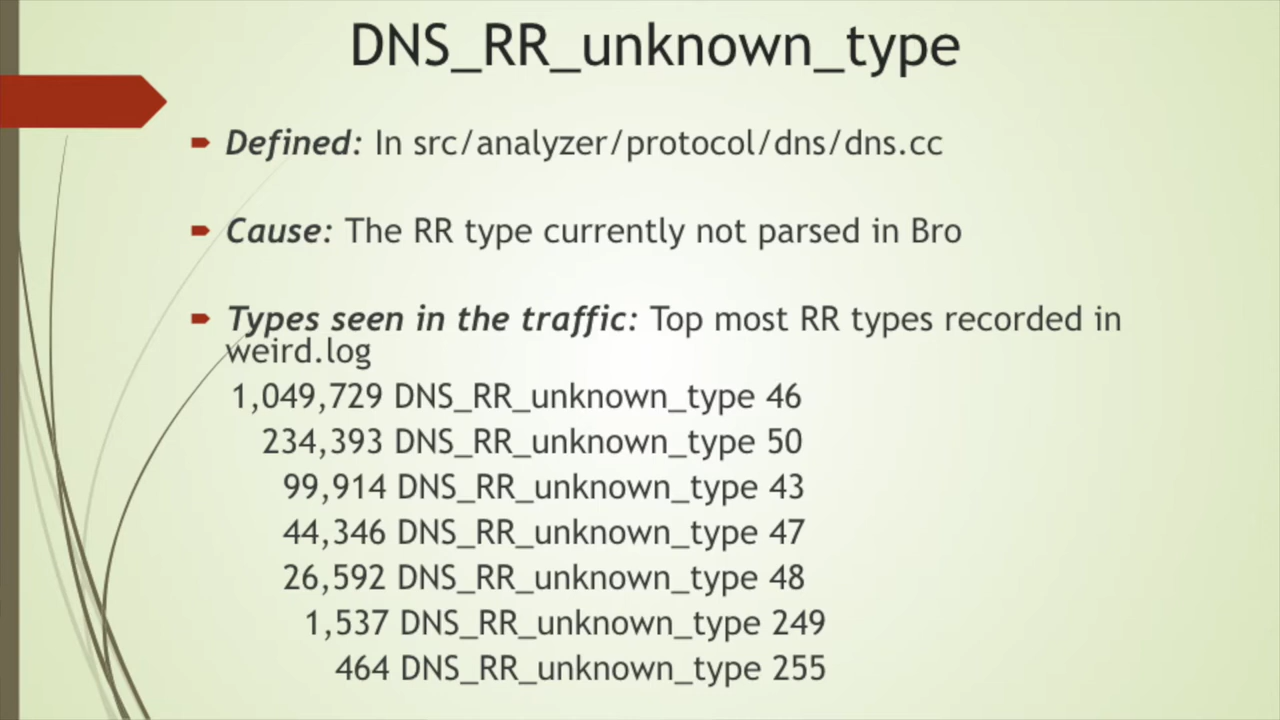 DNS_RR_unknown_type
Defined: In src/analyzer/protocol/dns/dns.cc
Cause: The RR type currently not parsed in Bro
Types seen in the traffic: Top most RR types recorded in
weird.log
1,049,729 DNS_RR_unknown_type 46
234,393 DNS_RR_unknown_type 50
99,914 DNS_RR_unknown_type 43
44,346 DNS_RR_unknown_type 47
26,592 DNS_RR_unknown_type 48
1,537 DNS_RR_unknown_type 249
464 DNS_RR_unknown_type 255